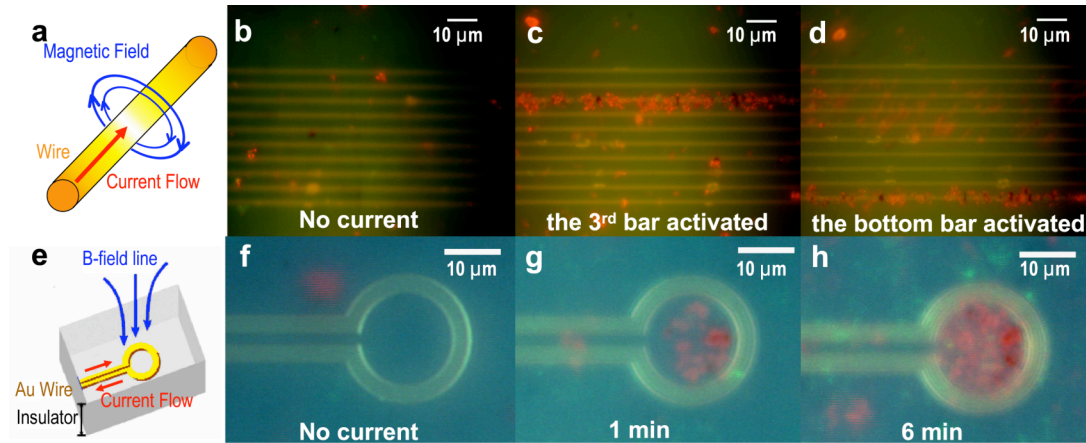 a
Magnetic Field
Wire
Current Flow
b
10 µm
No current
c
10 µm
the 3rd bar activated
d
10 µm
the bottom bar activated
e
B-field line
Au Wire
Current Flow
Insulator
f
10 µm
No current
g
10 µm
1 min
h
10 µm
6 min